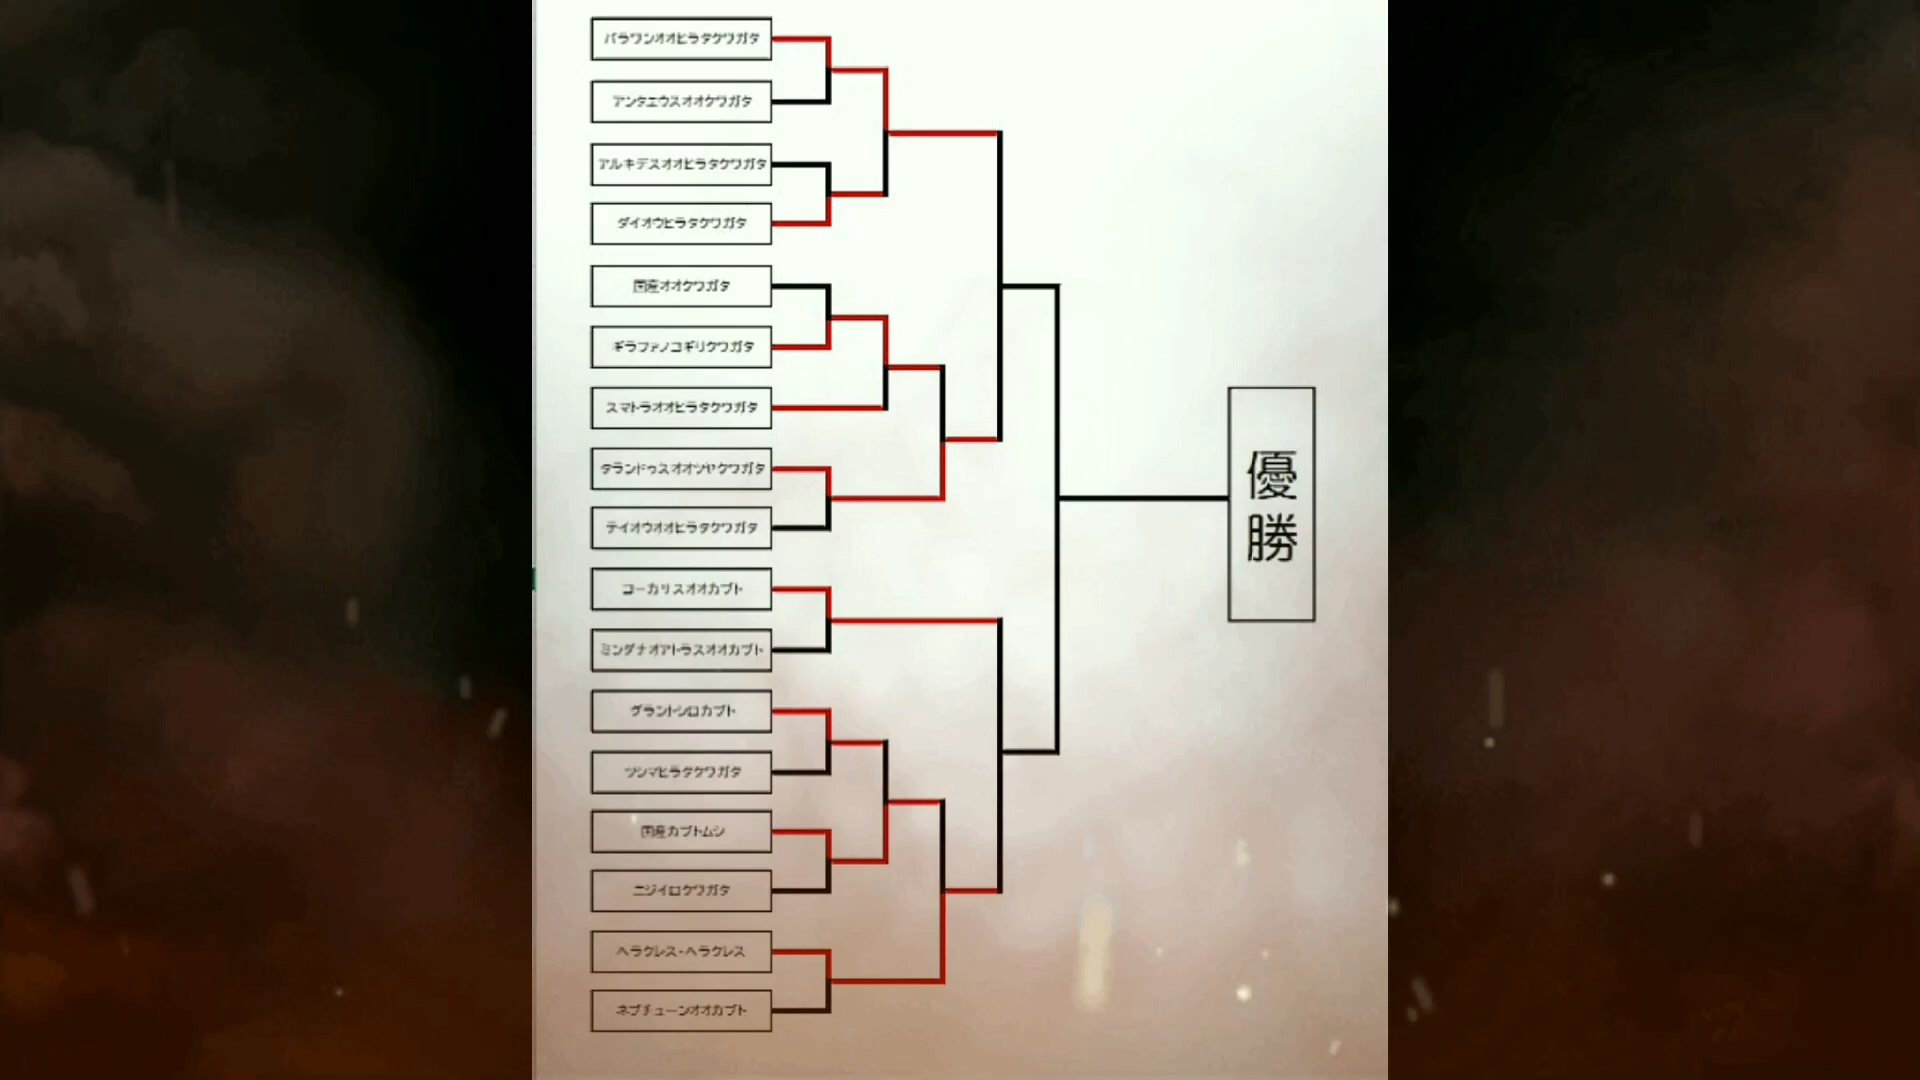 パラワンオオヒラタクワガタ
アンタエウスオオクワガタ
アルキデスオオヒラタクワガタ
ダイオウヒラタクワガタ
国産オオクワガタ
ギラファノコギリクワガタ
スマトラオオヒラタクワガタ
タランドゥスオオツヤクワガタ
テイオウオオヒラタクワガタ
コーカサスオオカブト
ミンダナオアトラスオオカブト
グラントシロカブト
ツシマヒラタクワガタ
国産カブトムシ
ニジイロクワガタ
ヘラクレス・ヘラクレス
ネプチューンオオカブト
優勝